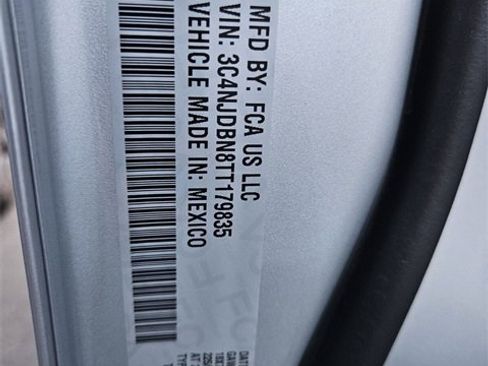 MFD BY: FCA US LLC
VIN: 3C4NJDBN8TT179835
VEHICLE MADE IN: MEXICO